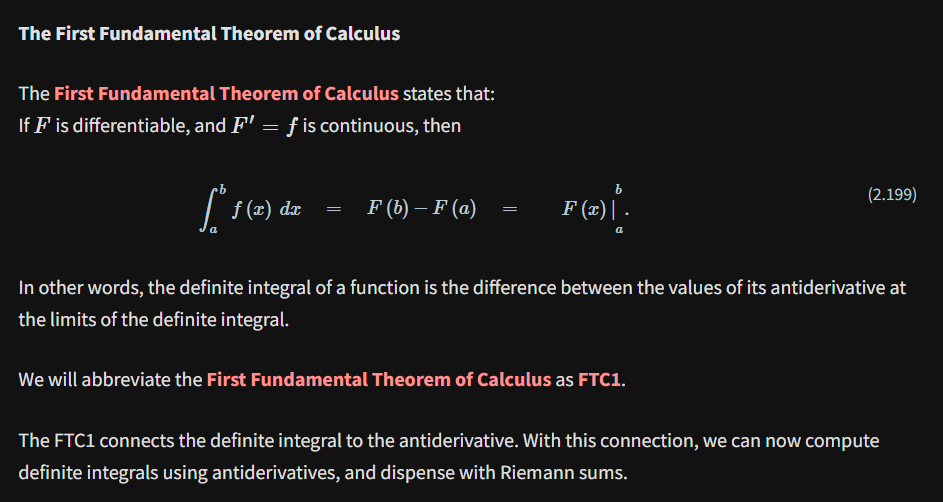 The First Fundamental Theorem of Calculus
The First Fundamental Theorem of Calculus states that:
If F is differentiable, and F′ = f is continuous, then
∫_a^b f (x) dx = F (b) − F (a) = F (x)|_a^b . (2.199)
In other words, the definite integral of a function is the difference between the values of its antiderivative at
the limits of the definite integral.
We will abbreviate the First Fundamental Theorem of Calculus as FTC1.
The FTC1 connects the definite integral to the antiderivative. With this connection, we can now compute
definite integrals using antiderivatives, and dispense with Riemann sums.